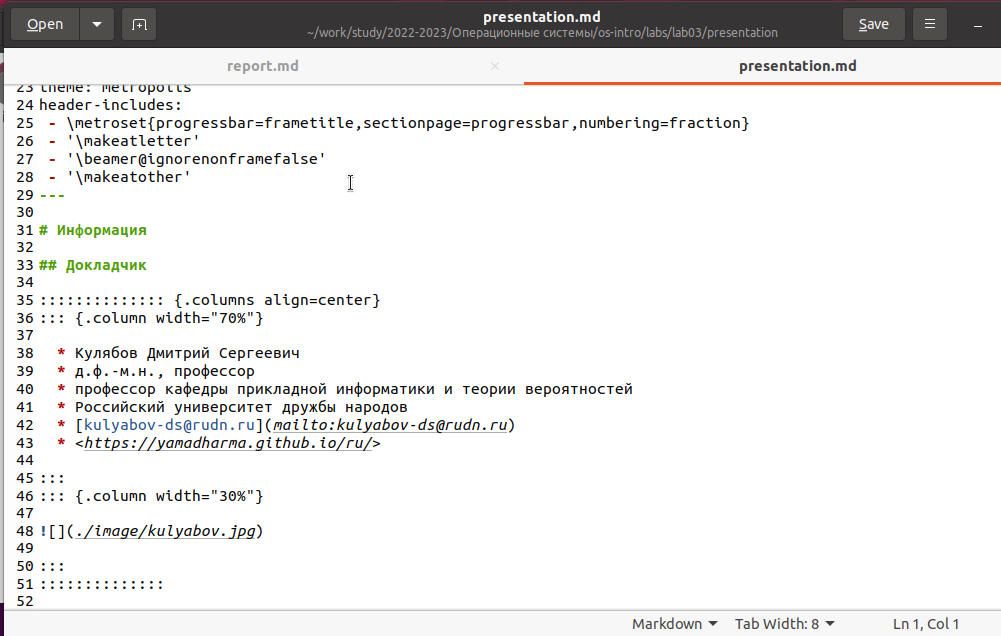 Open
presentation.md
~/work/study/2022-2023/Операционные системы/os-intro/labs/lab03/presentation
Save
report.md
presentation.md
23 theme: metropolis
24 header-includes:
25  - \metroset{progressbar=frametitle,sectionpage=progressbar,numbering=fraction}
26  - '\makeatletter'
27  - '\beamer@ignorenonframefalse'
28  - '\makeatother'
29 ---
30
31 # Информация
32
33 ## Докладчик
34
35 :::::::::::::: {.columns align=center}
36 ::: {.column width="70%"}
37
38   * Кулябов Дмитрий Сергеевич
39   * д.ф.-м.н., профессор
40   * профессор кафедры прикладной информатики и теории вероятностей
41   * Российский университет дружбы народов
42   * [kulyabov-ds@rudn.ru](mailto:kulyabov-ds@rudn.ru)
43   * <https://yamadharma.github.io/ru/>
44
45 :::
46 ::: {.column width="30%"}
47
48 ![](./image/kulyabov.jpg)
49
50 :::
51 ::::::::::::::
52
Markdown Tab Width: 8 Ln 1, Col 1